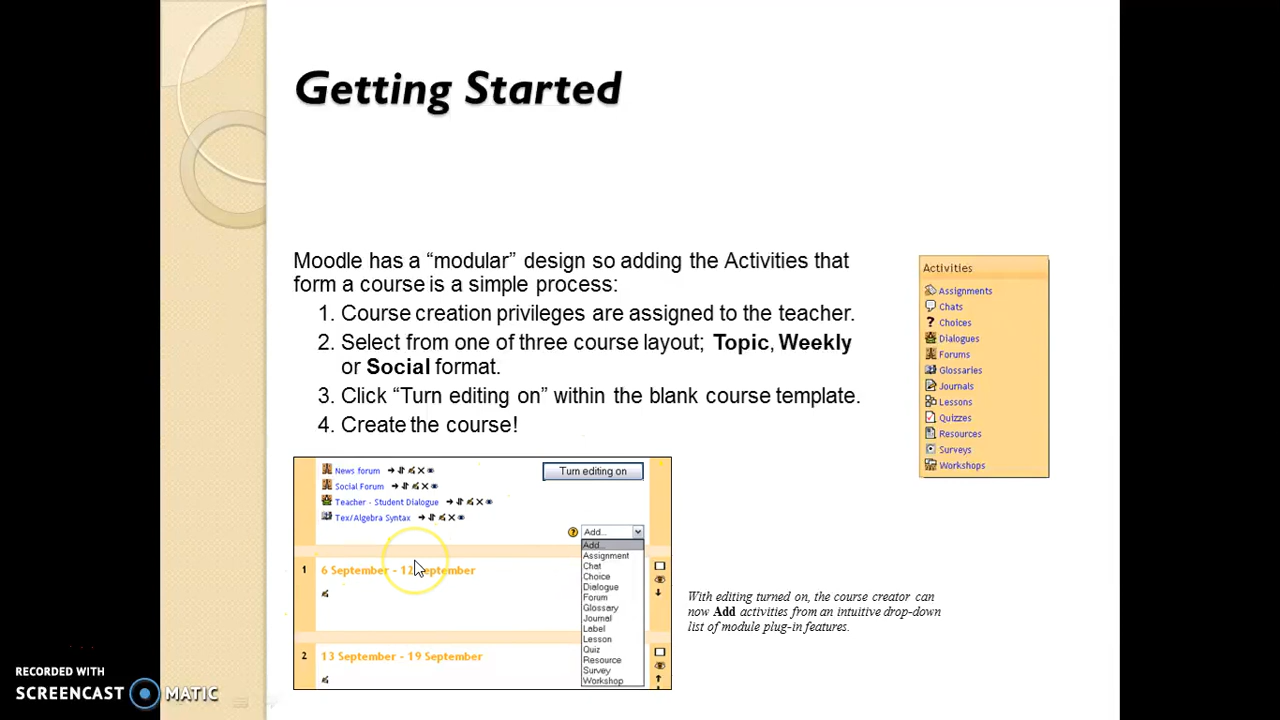 Getting Started
Moodle has a “modular” design so adding the Activities that
form a course is a simple process:
1. Course creation privileges are assigned to the teacher.
2. Select from one of three course layout; Topic, Weekly
or Social format.
3. Click “Turn editing on” within the blank course template.
4. Create the course!
Activities
Assignments
Chats
? Choices
Dialogues
Forums
Glossaries
Journals
Lessons
Quizzes
Resources
Surveys
Workshops
News forum
Turn editing on
Social Forum
Teacher - Student Dialogue
Tex/Algebra Syntax
? Add...
Add...
Assignment
Chat
Choice
Dialogue
Forum
Glossary
Journal
Label
Lesson
Quiz
Resource
Survey
Workshop
1 6 September - 12 September
2 13 September - 19 September
With editing turned on, the course creator can
now Add activities from an intuitive drop-down
list of module plug-in features.
RECORDED WITH
SCREENCAST MATIC